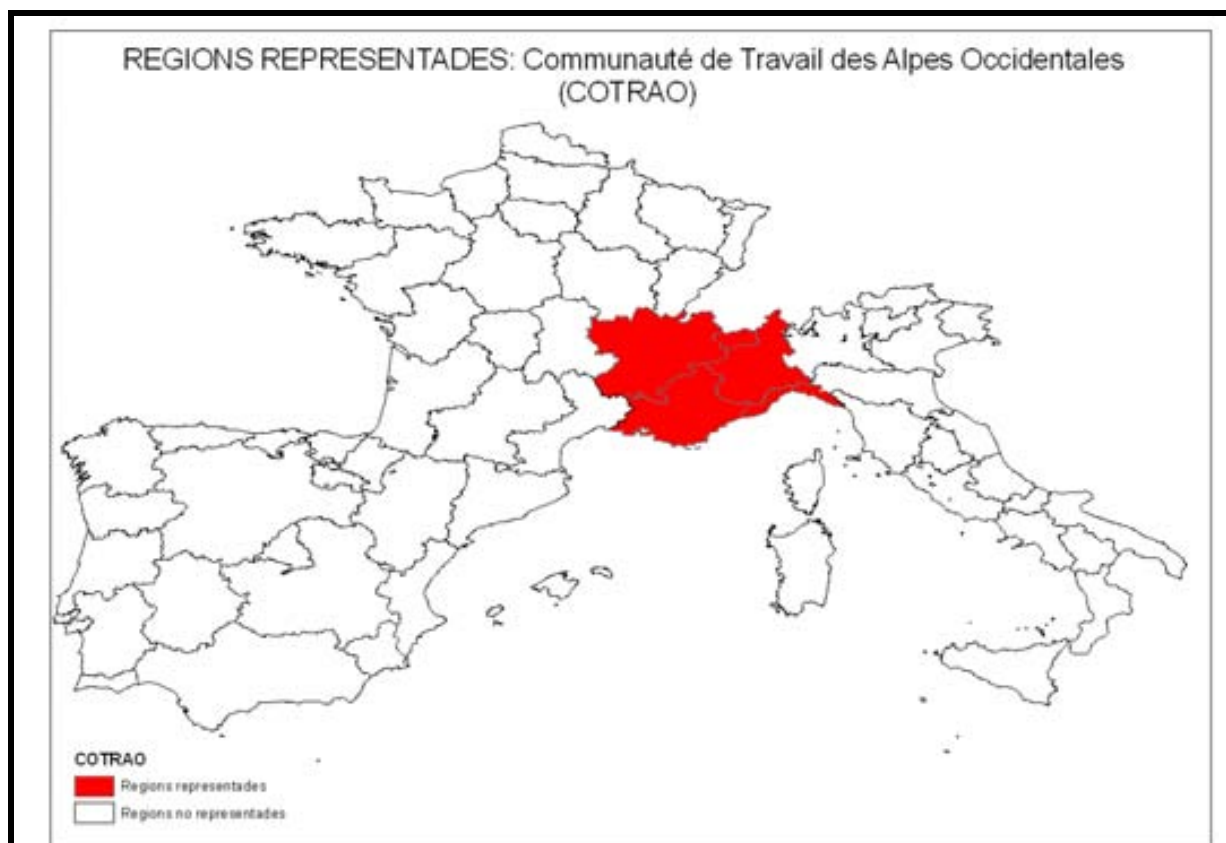 REGIONS REPRESENTADES: Communauté de Travail des Alpes Occidentales
(COTRAO)
COTRAO
Regions representades
Regions no representades